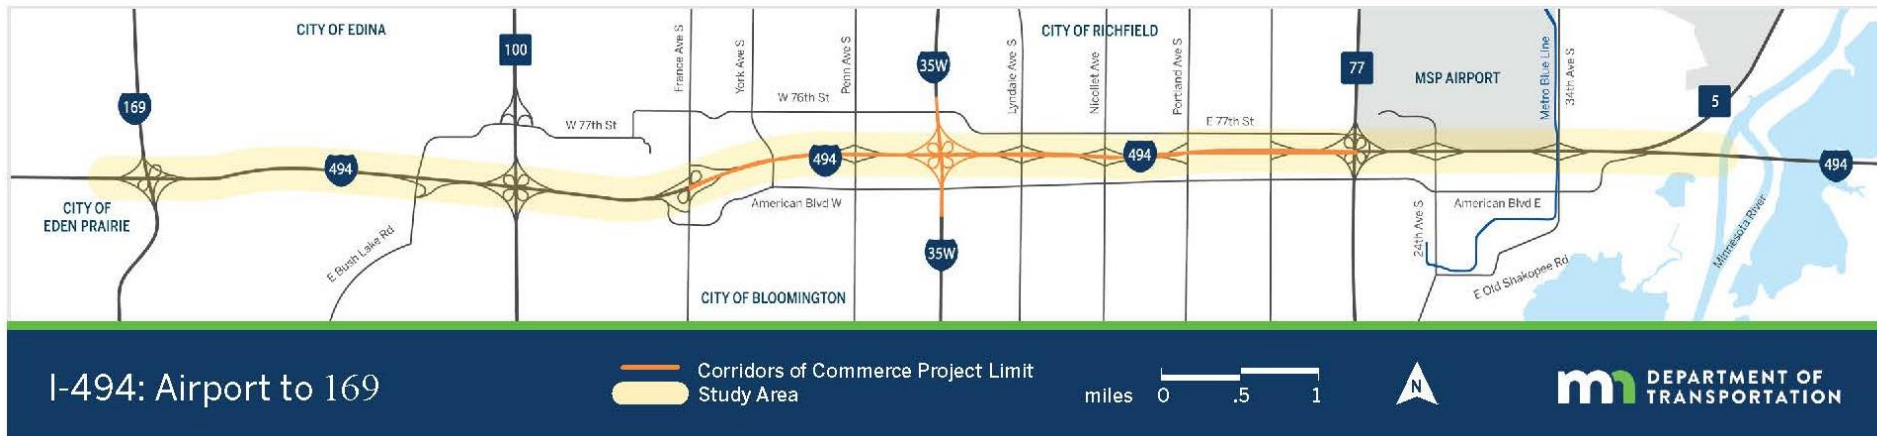 CITY OF EDINA
CITY OF RICHFIELD
100
France Ave S
York Ave S
Penn Ave S
35W
Lyndale Ave S
Nicollet Ave
Portland Ave S
77
MSP AIRPORT
Metro Blue Line
34th Ave S
169
5
W 76th St
W 77th St
E 77th St
494
494
494
494
CITY OF
EDEN PRAIRIE
E Bush Lake Rd
American Blvd W
35W
24th Ave S
American Blvd E
Minnesota River
E Old Shakopee Rd
CITY OF BLOOMINGTON
I-494: Airport to 169
Corridors of Commerce Project Limit
Study Area
miles 0 .5 1
N
mn DEPARTMENT OF
TRANSPORTATION